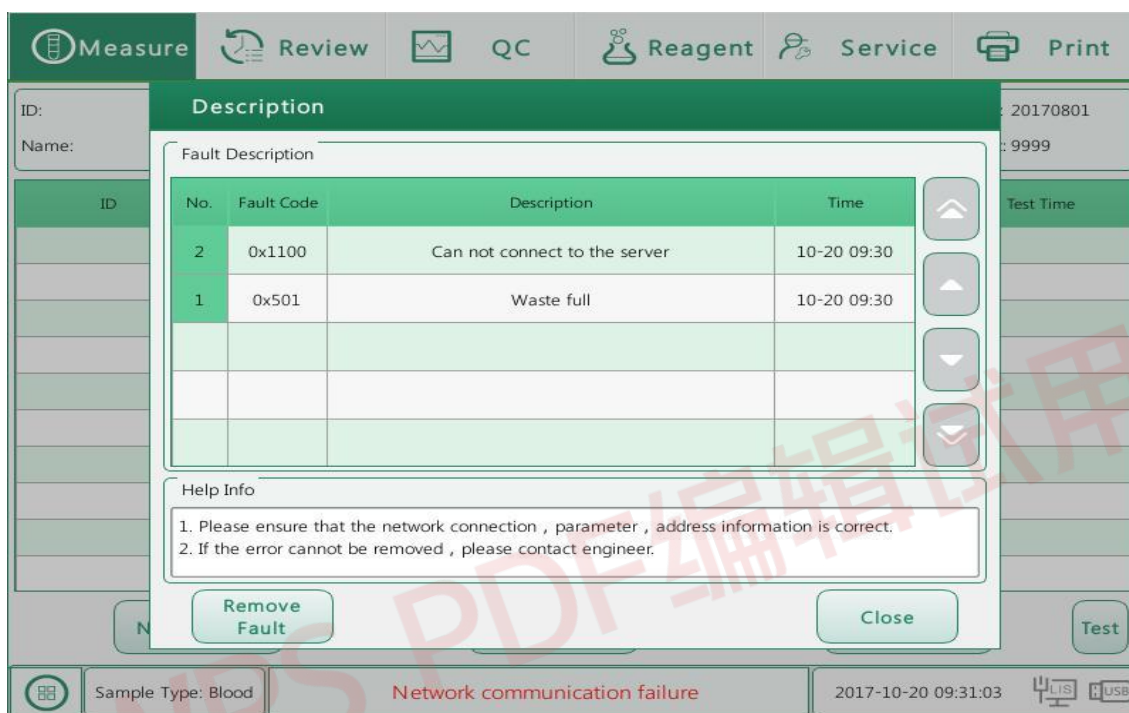 Measure Review QC Reagent Service Print
Description
ID: : 20170801
Name: : 9999
Fault Description
ID No. Fault Code Description Time Test Time
2 0x1100 Can not connect to the server 10-20 09:30
1 0x501 Waste full 10-20 09:30
Help Info
1. Please ensure that the network connection , parameter , address information is correct.
2. If the error cannot be removed , please contact engineer.
Remove
Fault
Close
N Test
Sample Type: Blood Network communication failure 2017-10-20 09:31:03 LIS USB
WPS PDF编辑试用